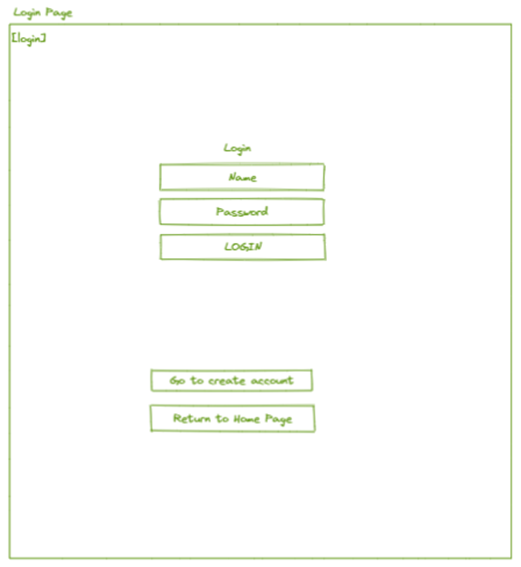 Login Page
[login]
Login
Name
Password
LOGIN
Go to create account
Return to Home Page